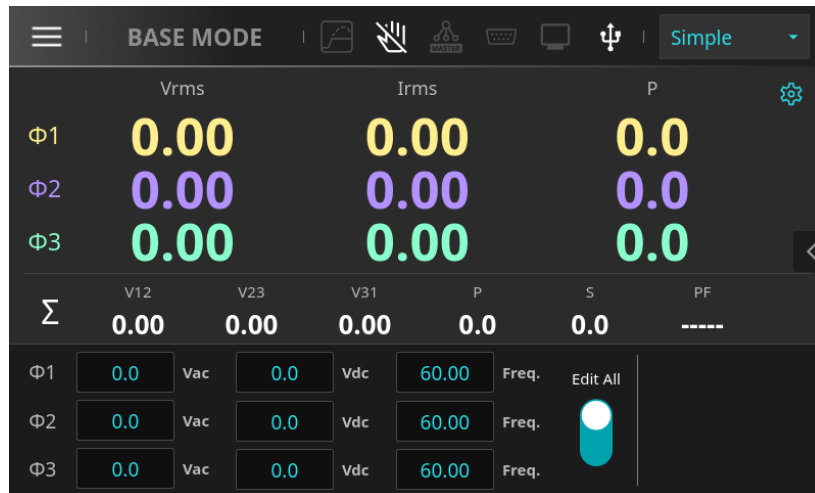 BASE MODE MASTER Simple
Vrms Irms P
Φ1 0.00 0.00 0.0
Φ2 0.00 0.00 0.0
Φ3 0.00 0.00 0.0
V12 V23 V31 P S PF
Σ 0.00 0.00 0.00 0.0 0.0 -----
Φ1 0.0 Vac 0.0 Vdc 60.00 Freq. Edit All
Φ2 0.0 Vac 0.0 Vdc 60.00 Freq.
Φ3 0.0 Vac 0.0 Vdc 60.00 Freq.